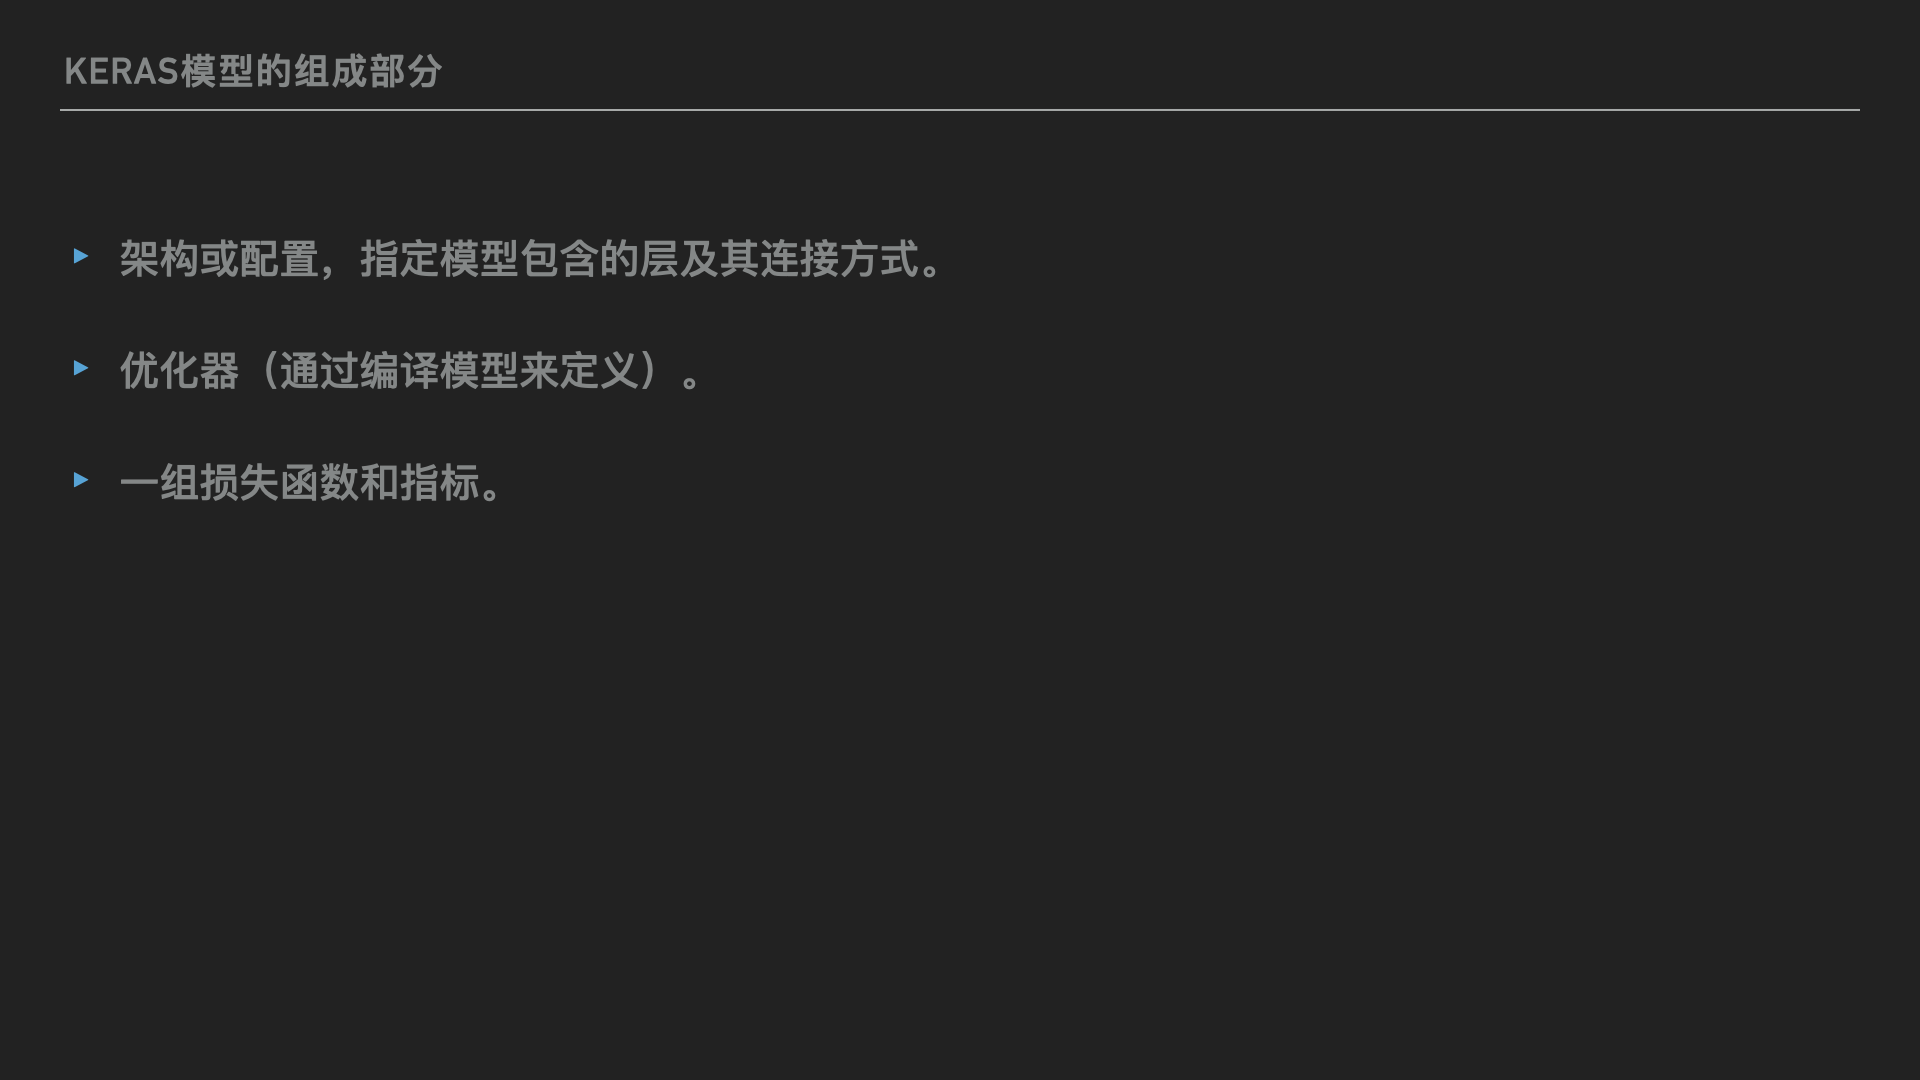 KERAS模型的组成部分
▸ 架构或配置，指定模型包含的层及其连接方式。
▸ 优化器（通过编译模型来定义）。
▸ 一组损失函数和指标。